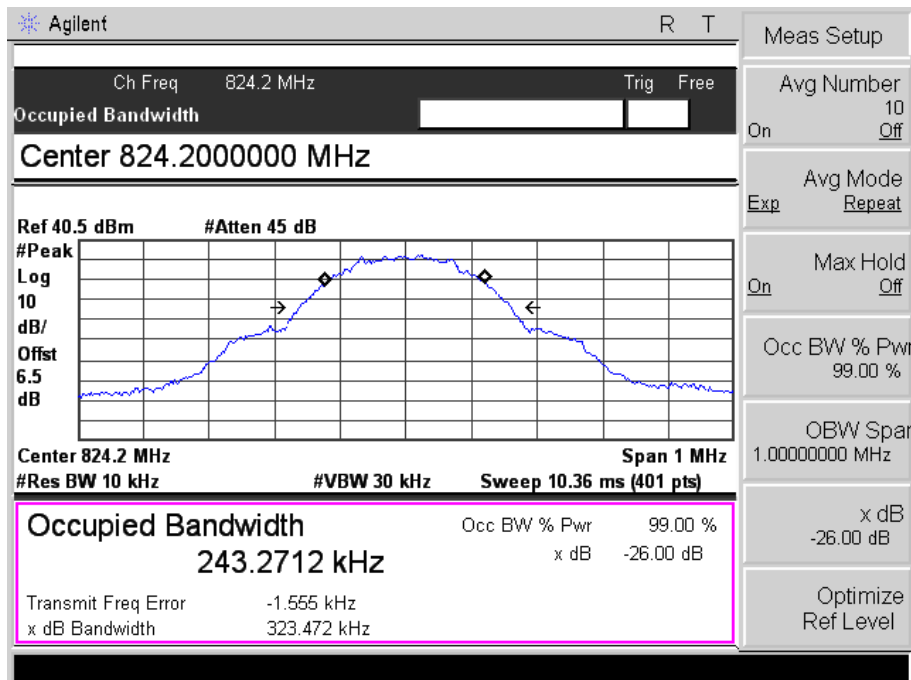 Agilent R T
Ch Freq 824.2 MHz Trig Free
Occupied Bandwidth
Center 824.2000000 MHz
Ref 40.5 dBm #Atten 45 dB
#Peak
Log
10
dB/
Offst
6.5
dB
Center 824.2 MHz Span 1 MHz
#Res BW 10 kHz #VBW 30 kHz Sweep 10.36 ms (401 pts)
Occupied Bandwidth Occ BW % Pwr 99.00 %
243.2712 kHz x dB -26.00 dB
Transmit Freq Error -1.555 kHz
x dB Bandwidth 323.472 kHz
Meas Setup
Avg Number
10
On Off
Avg Mode
Exp Repeat
Max Hold
On Off
Occ BW % Pwr
99.00 %
OBW Spar
1.00000000 MHz
x dB
-26.00 dB
Optimize
Ref Level